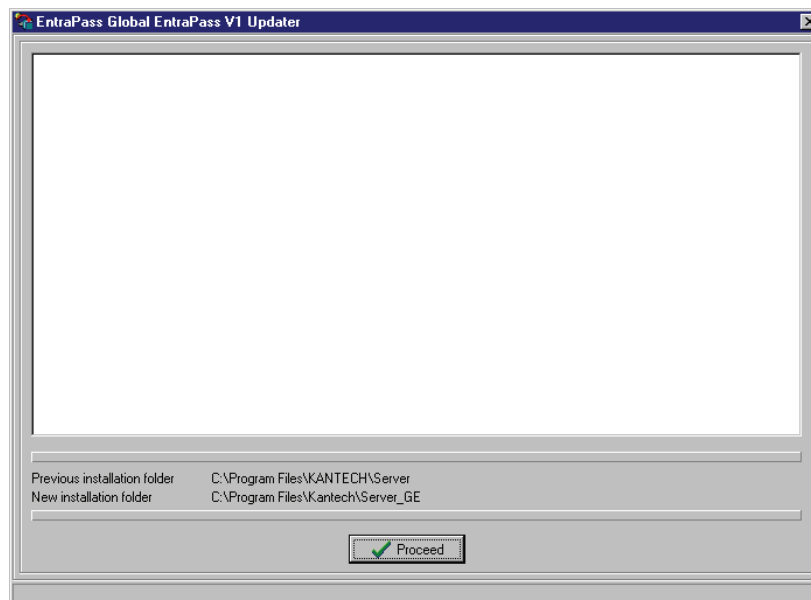 EntraPass Global EntraPass V1 Updater
Previous installation folder C:\Program Files\KANTECH\Server
New installation folder C:\Program Files\Kantech\Server_GE
Proceed